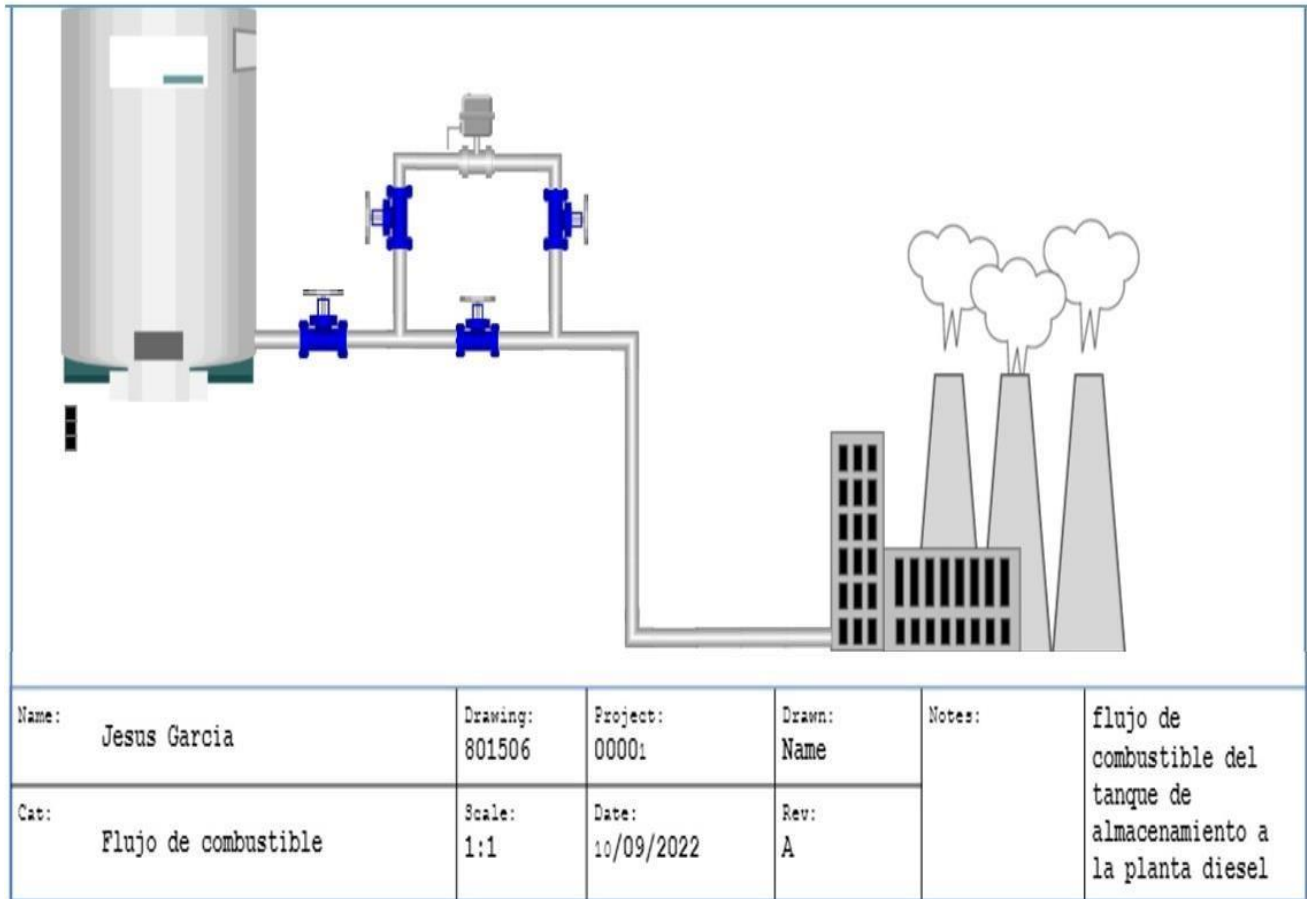 Name:
Jesus Garcia
Drawing:
801506
Project:
00001
Drawn:
Name
Notes:
flujo de
combustible del
tanque de
almacenamiento a
la planta diesel
Cat:
Flujo de combustible
Scale:
1:1
Date:
10/09/2022
Rev:
A